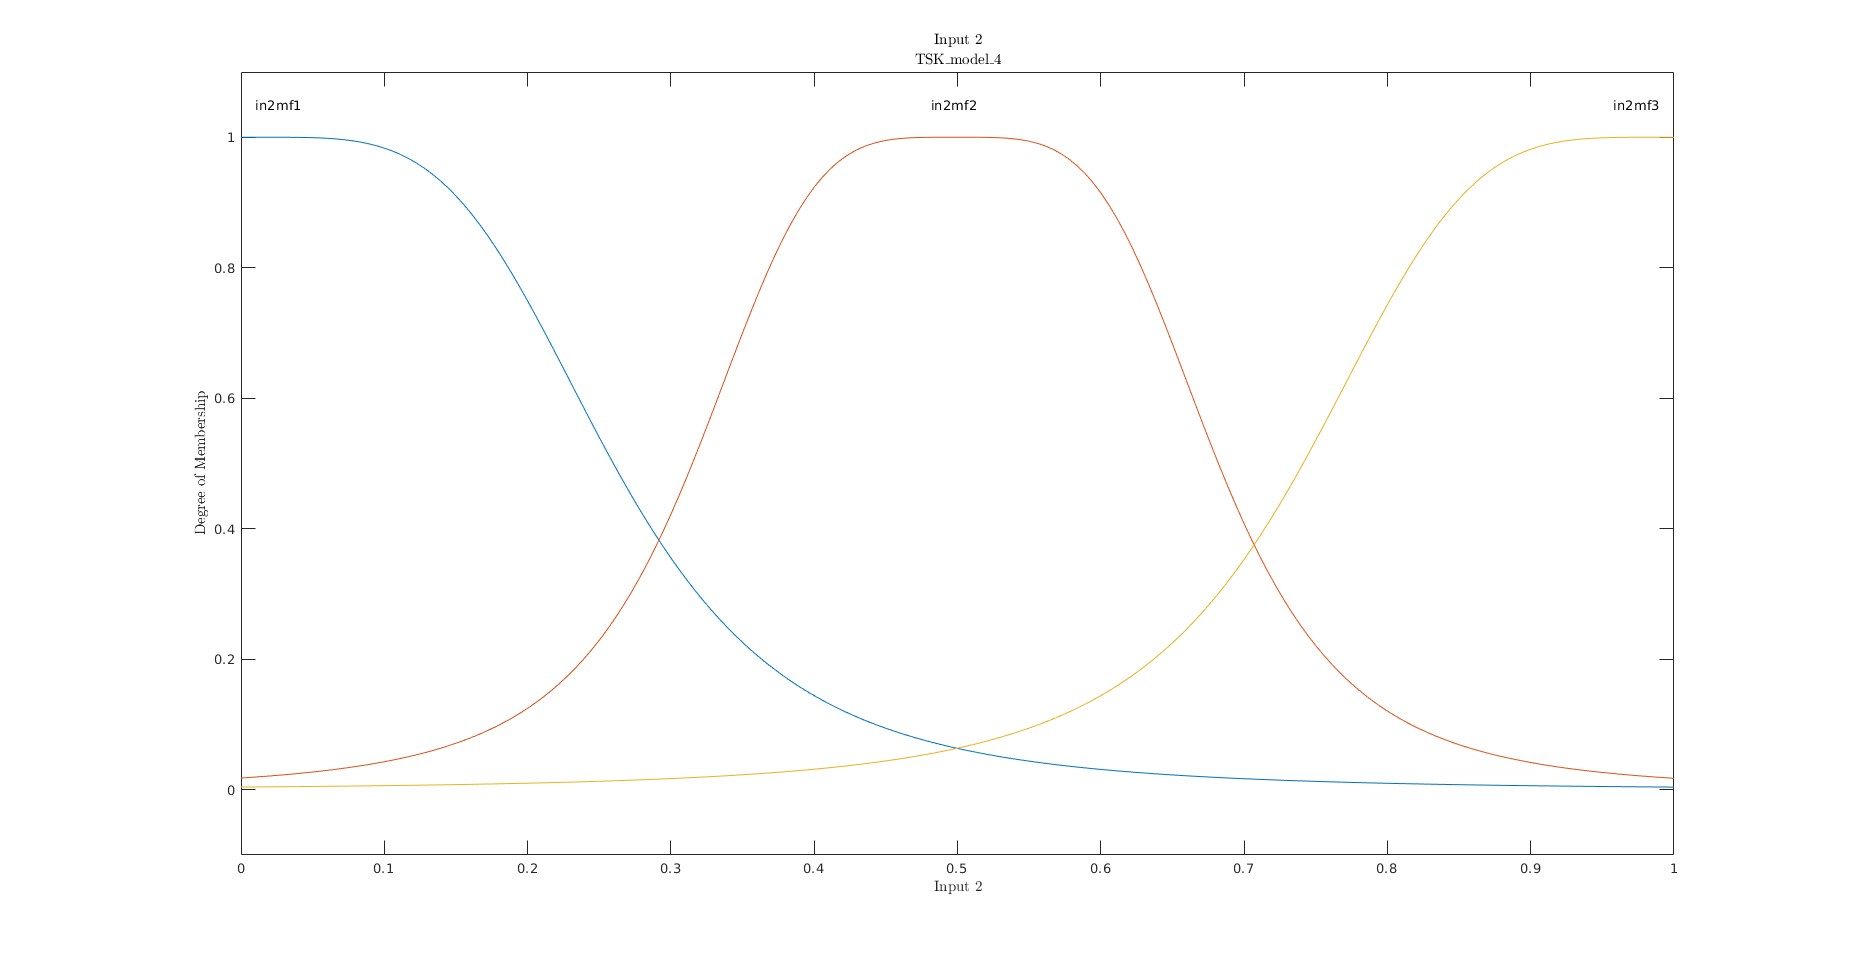 Input 2
TSK_model_4
in2mf1 in2mf2 in2mf3
1
0.8
0.6
0.4
0.2
0
Degree of Membership
0 0.1 0.2 0.3 0.4 0.5 0.6 0.7 0.8 0.9 1
Input 2